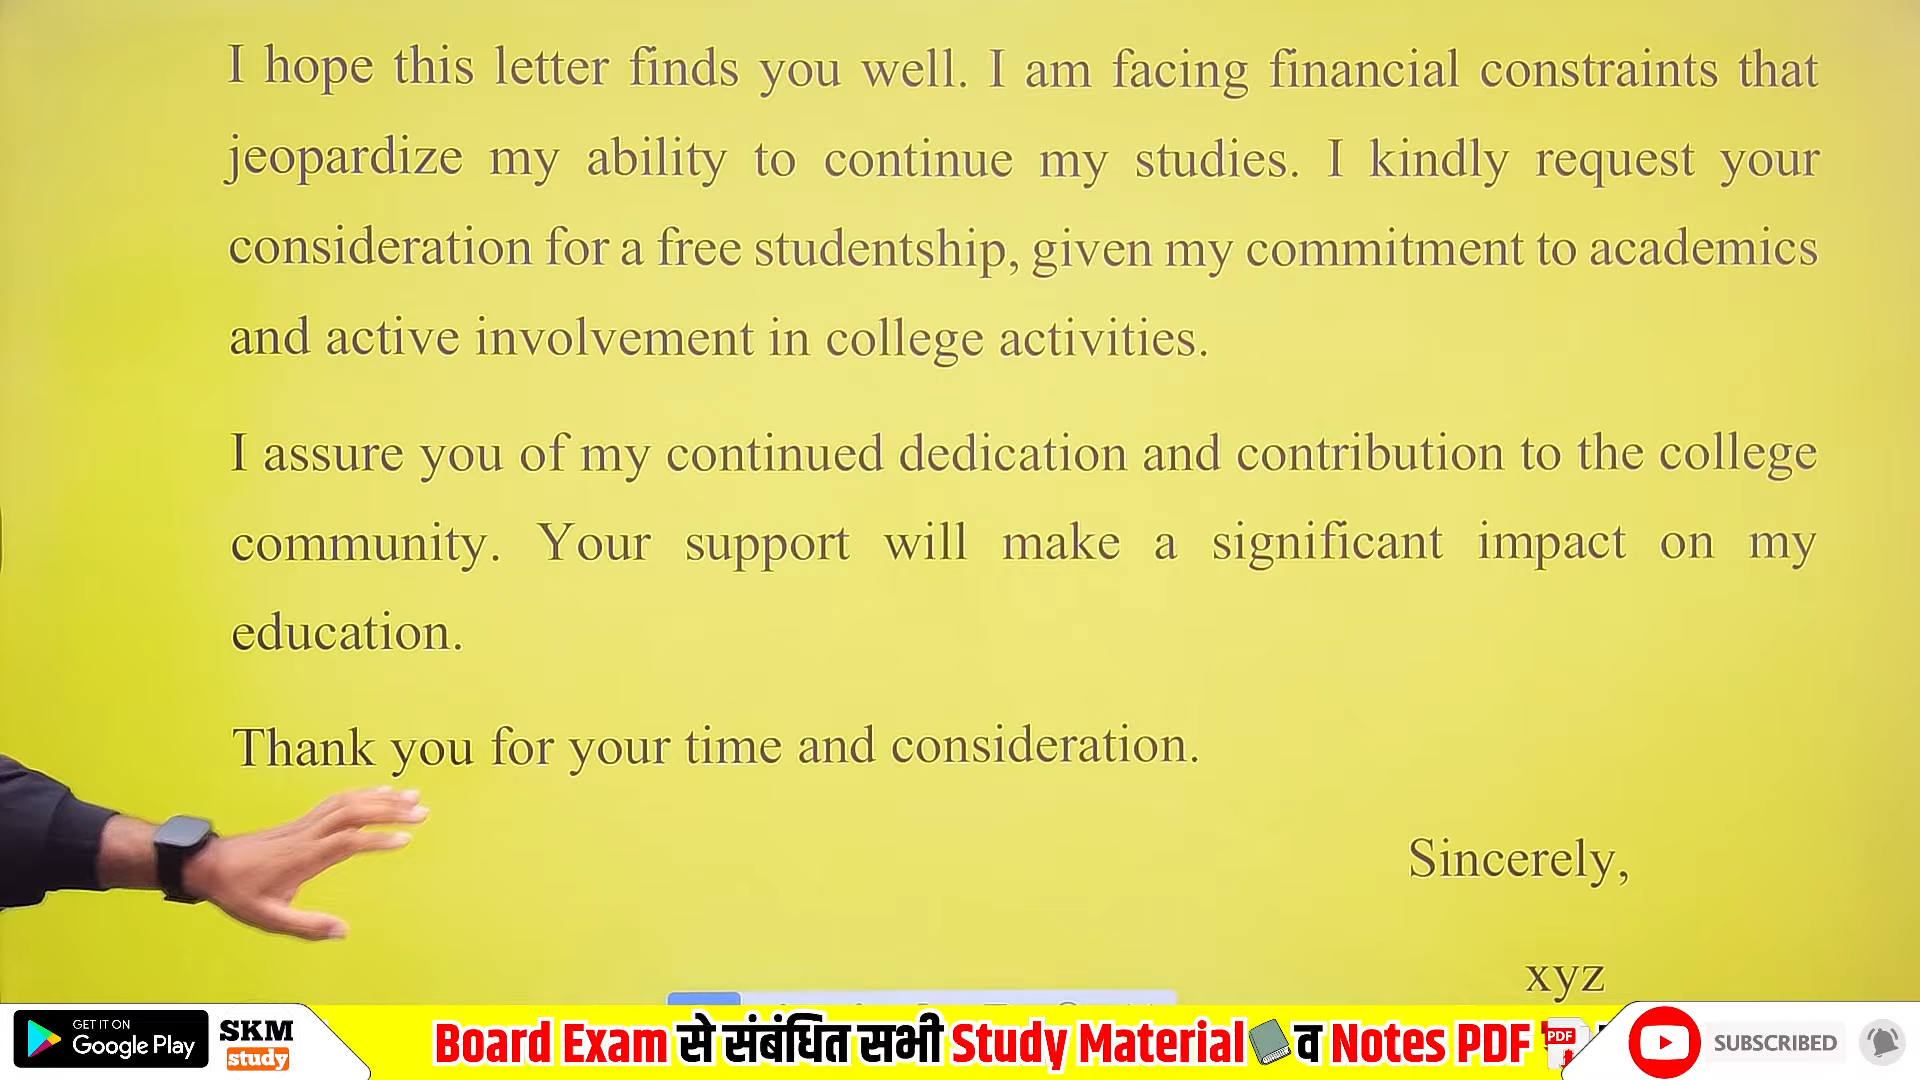 I hope this letter finds you well. I am facing financial constraints that
jeopardize my ability to continue my studies. I kindly request your
consideration for a free studentship, given my commitment to academics
and active involvement in college activities.
I assure you of my continued dedication and contribution to the college
community. Your support will make a significant impact on my
education.
Thank you for your time and consideration.
Sincerely,
xyz
GET IT ON
Google Play
SKM
study
Board Exam से संबंधित सभी Study Material व Notes PDF
PDF
SUBSCRIBED